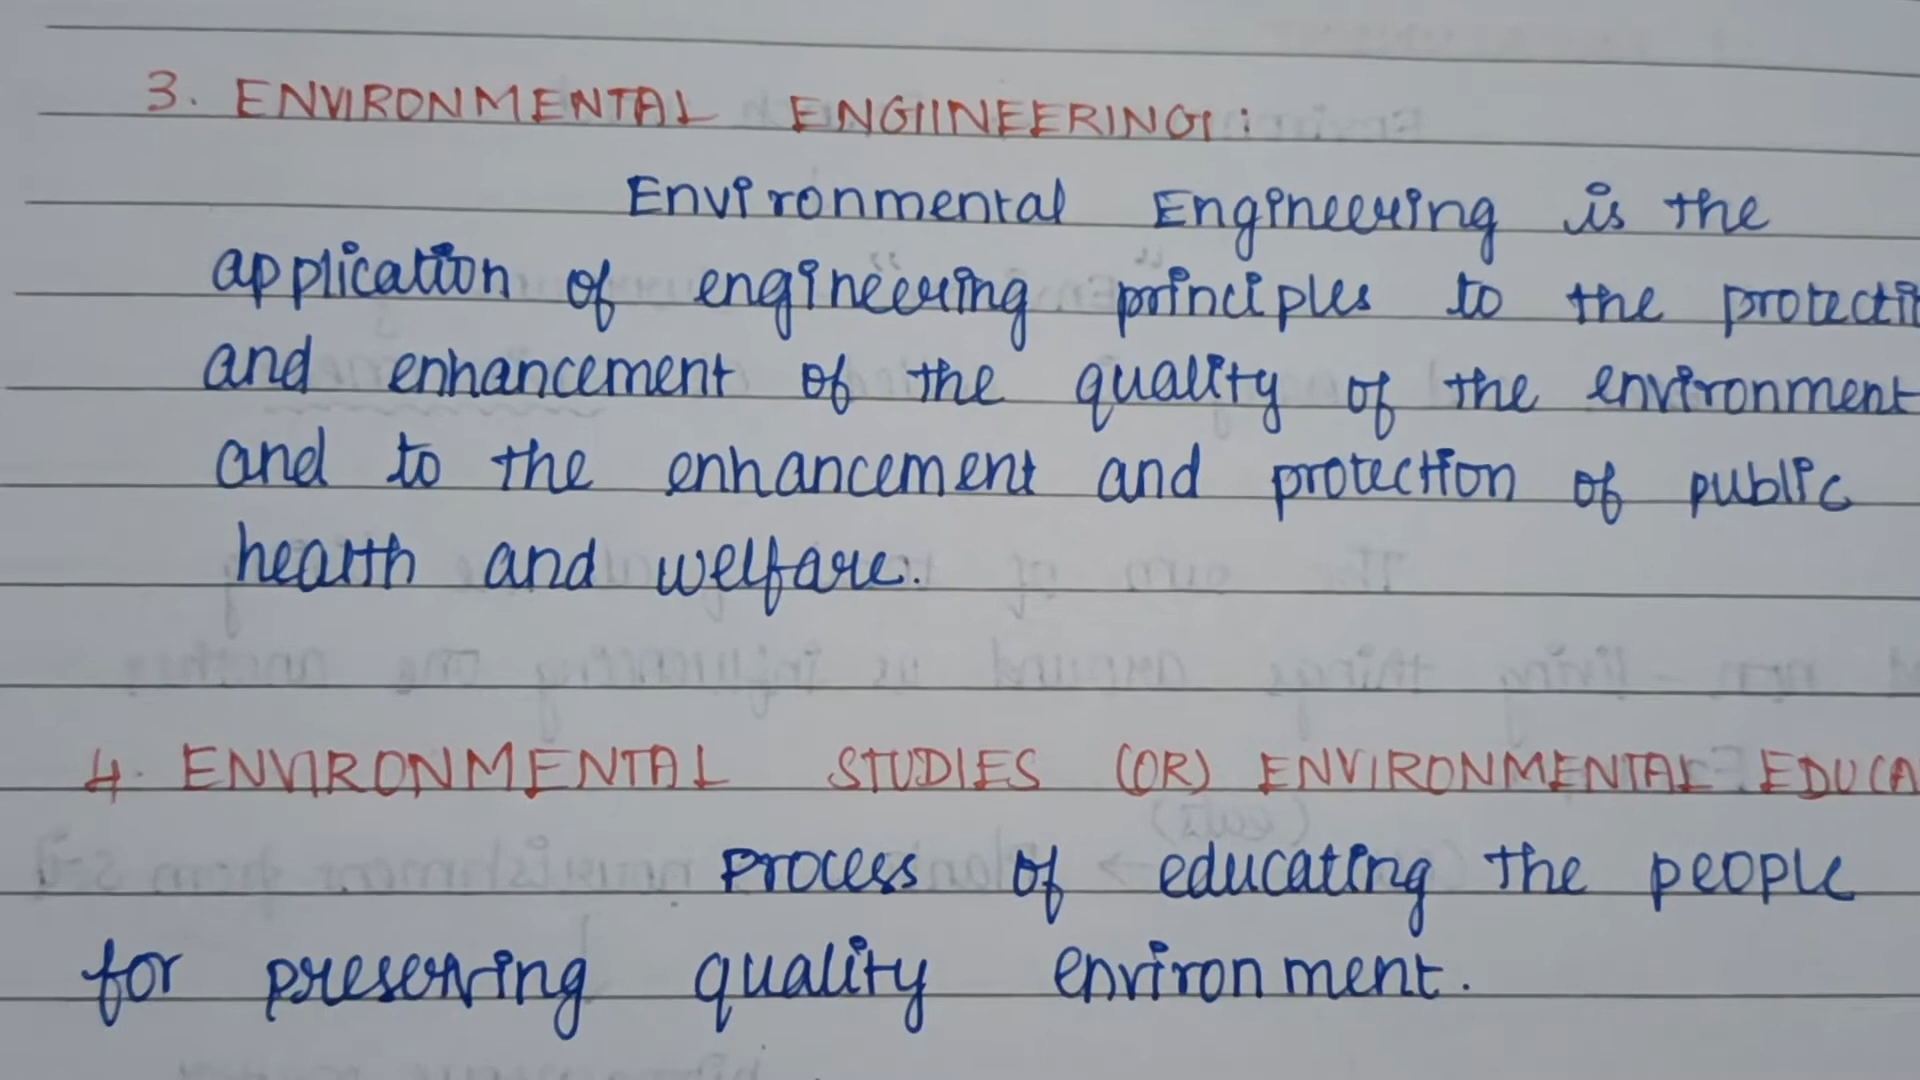 3. ENVIRONMENTAL ENGINEERING:
Environmental Engineering is the
application of engineering principles to the protecti
and enhancement of the quality of the environment
and to the enhancement and protection of public
health and welfare.
4. ENVIRONMENTAL STUDIES (OR) ENVIRONMENTAL EDUCA
process of educating the people
for preserving quality environment.